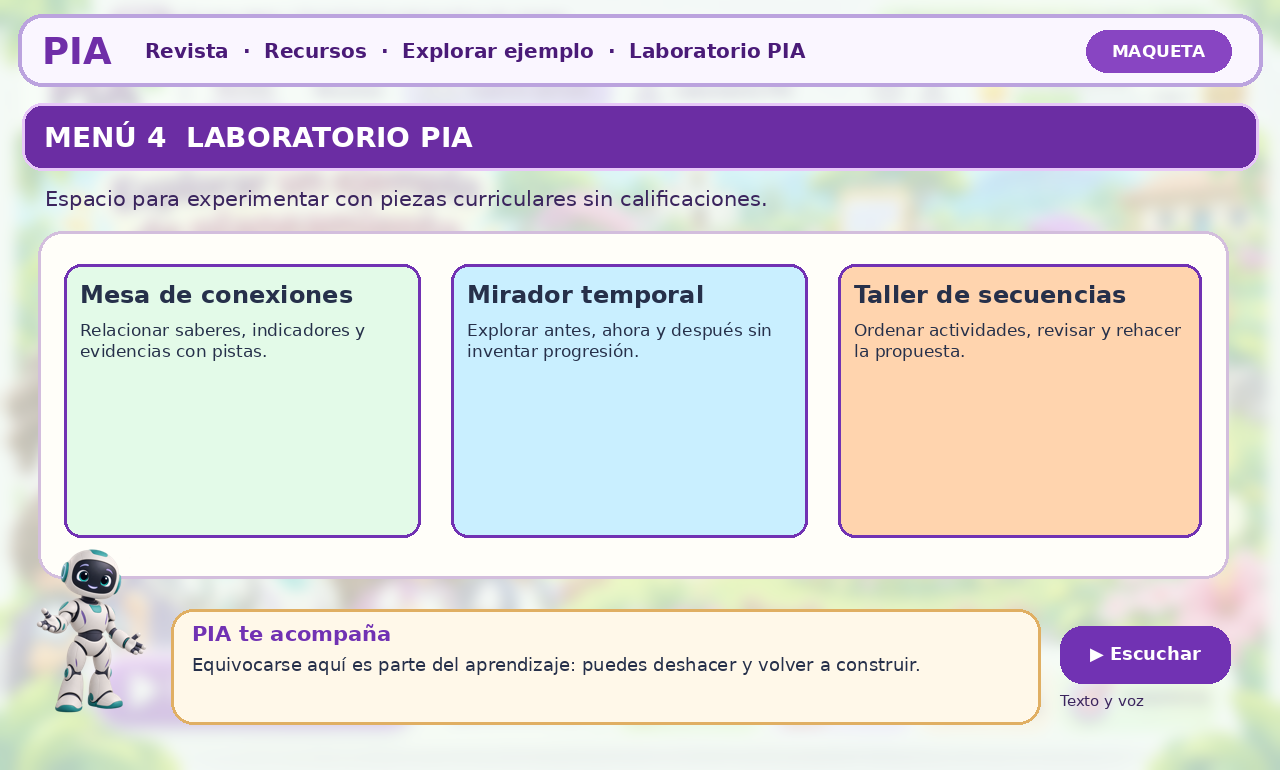 PIA Revista · Recursos · Explorar ejemplo · Laboratorio PIA MAQUETA
MENÚ 4 LABORATORIO PIA
Espacio para experimentar con piezas curriculares sin calificaciones.
Mesa de conexiones
Relacionar saberes, indicadores y
evidencias con pistas.
Mirador temporal
Explorar antes, ahora y después sin
inventar progresión.
Taller de secuencias
Ordenar actividades, revisar y rehacer
la propuesta.
PIA te acompaña
Equivocarse aquí es parte del aprendizaje: puedes deshacer y volver a construir.
▶ Escuchar
Texto y voz